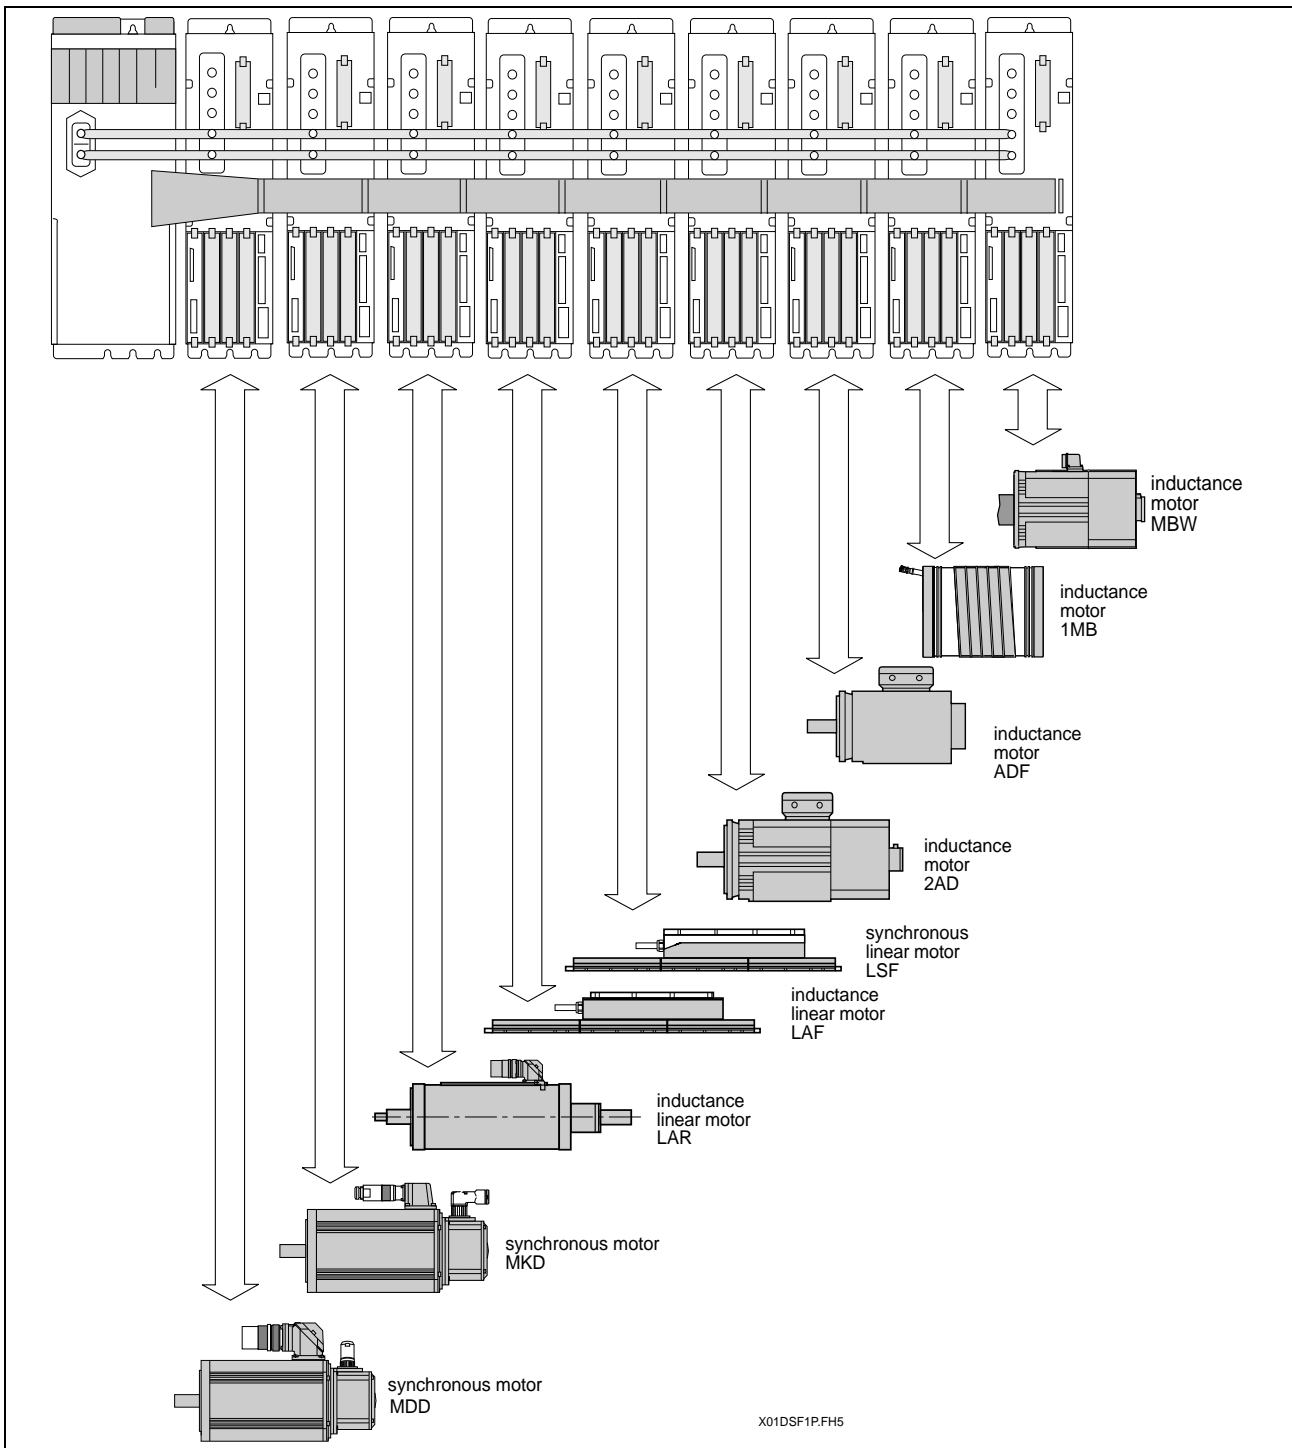 inductance
motor
MBW
inductance
motor
1MB
inductance
motor
ADF
inductance
motor
2AD
synchronous
linear motor
LSF
inductance
linear motor
LAF
inductance
linear motor
LAR
synchronous motor
MKD
synchronous motor
MDD
X01DSF1P.FH5